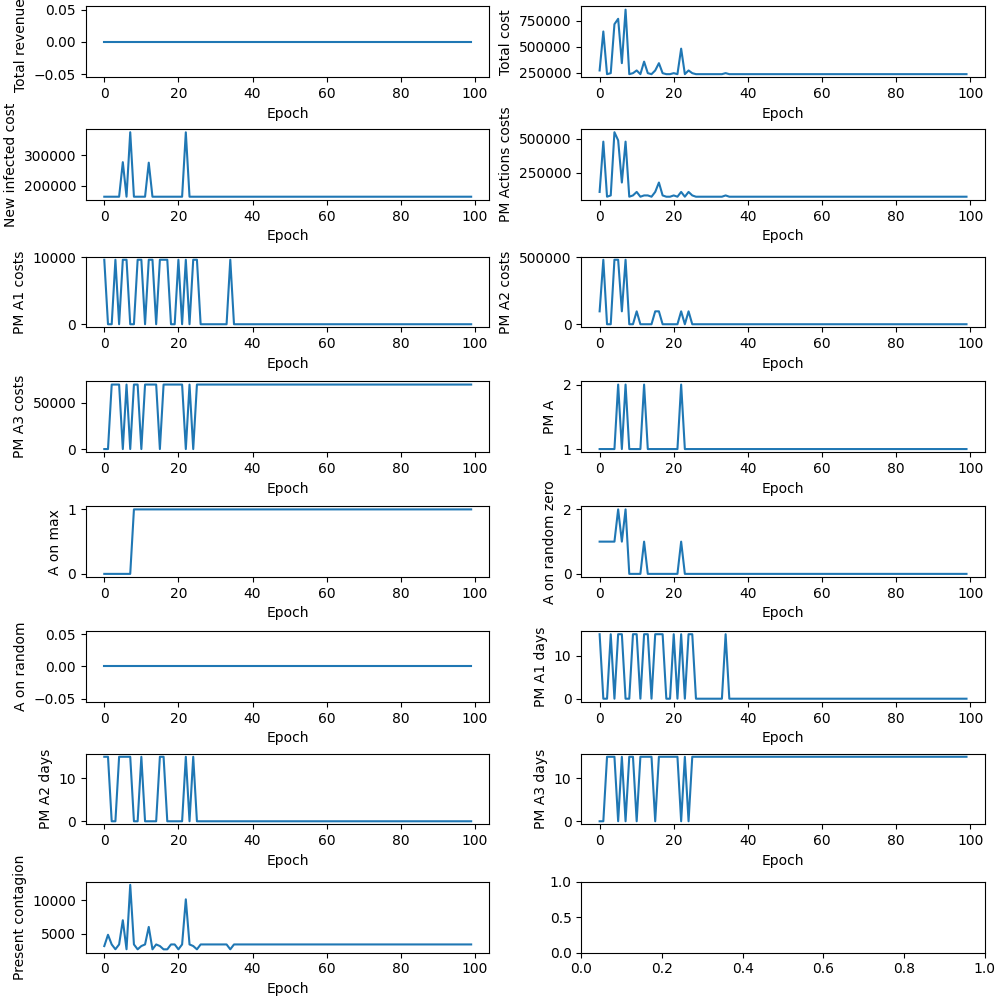 Total revenue
0.05
0.00
−0.05
0 20 40 60 80 100
Epoch
Total cost
750000
500000
250000
0 20 40 60 80 100
Epoch
New infected cost
300000
200000
0 20 40 60 80 100
Epoch
PM Actions costs
500000
250000
0 20 40 60 80 100
Epoch
PM A1 costs
10000
0
0 20 40 60 80 100
Epoch
PM A2 costs
500000
0
0 20 40 60 80 100
Epoch
PM A3 costs
50000
0
0 20 40 60 80 100
Epoch
PM A
2
1
0 20 40 60 80 100
Epoch
A on max
1
0
0 20 40 60 80 100
Epoch
A on random zero
2
0
0 20 40 60 80 100
Epoch
A on random
0.05
0.00
−0.05
0 20 40 60 80 100
Epoch
PM A1 days
10
0
0 20 40 60 80 100
Epoch
PM A2 days
10
0
0 20 40 60 80 100
Epoch
PM A3 days
10
0
0 20 40 60 80 100
Epoch
Present contagion
10000
5000
0 20 40 60 80 100
Epoch
1.0
0.5
0.0
0.0 0.2 0.4 0.6 0.8 1.0